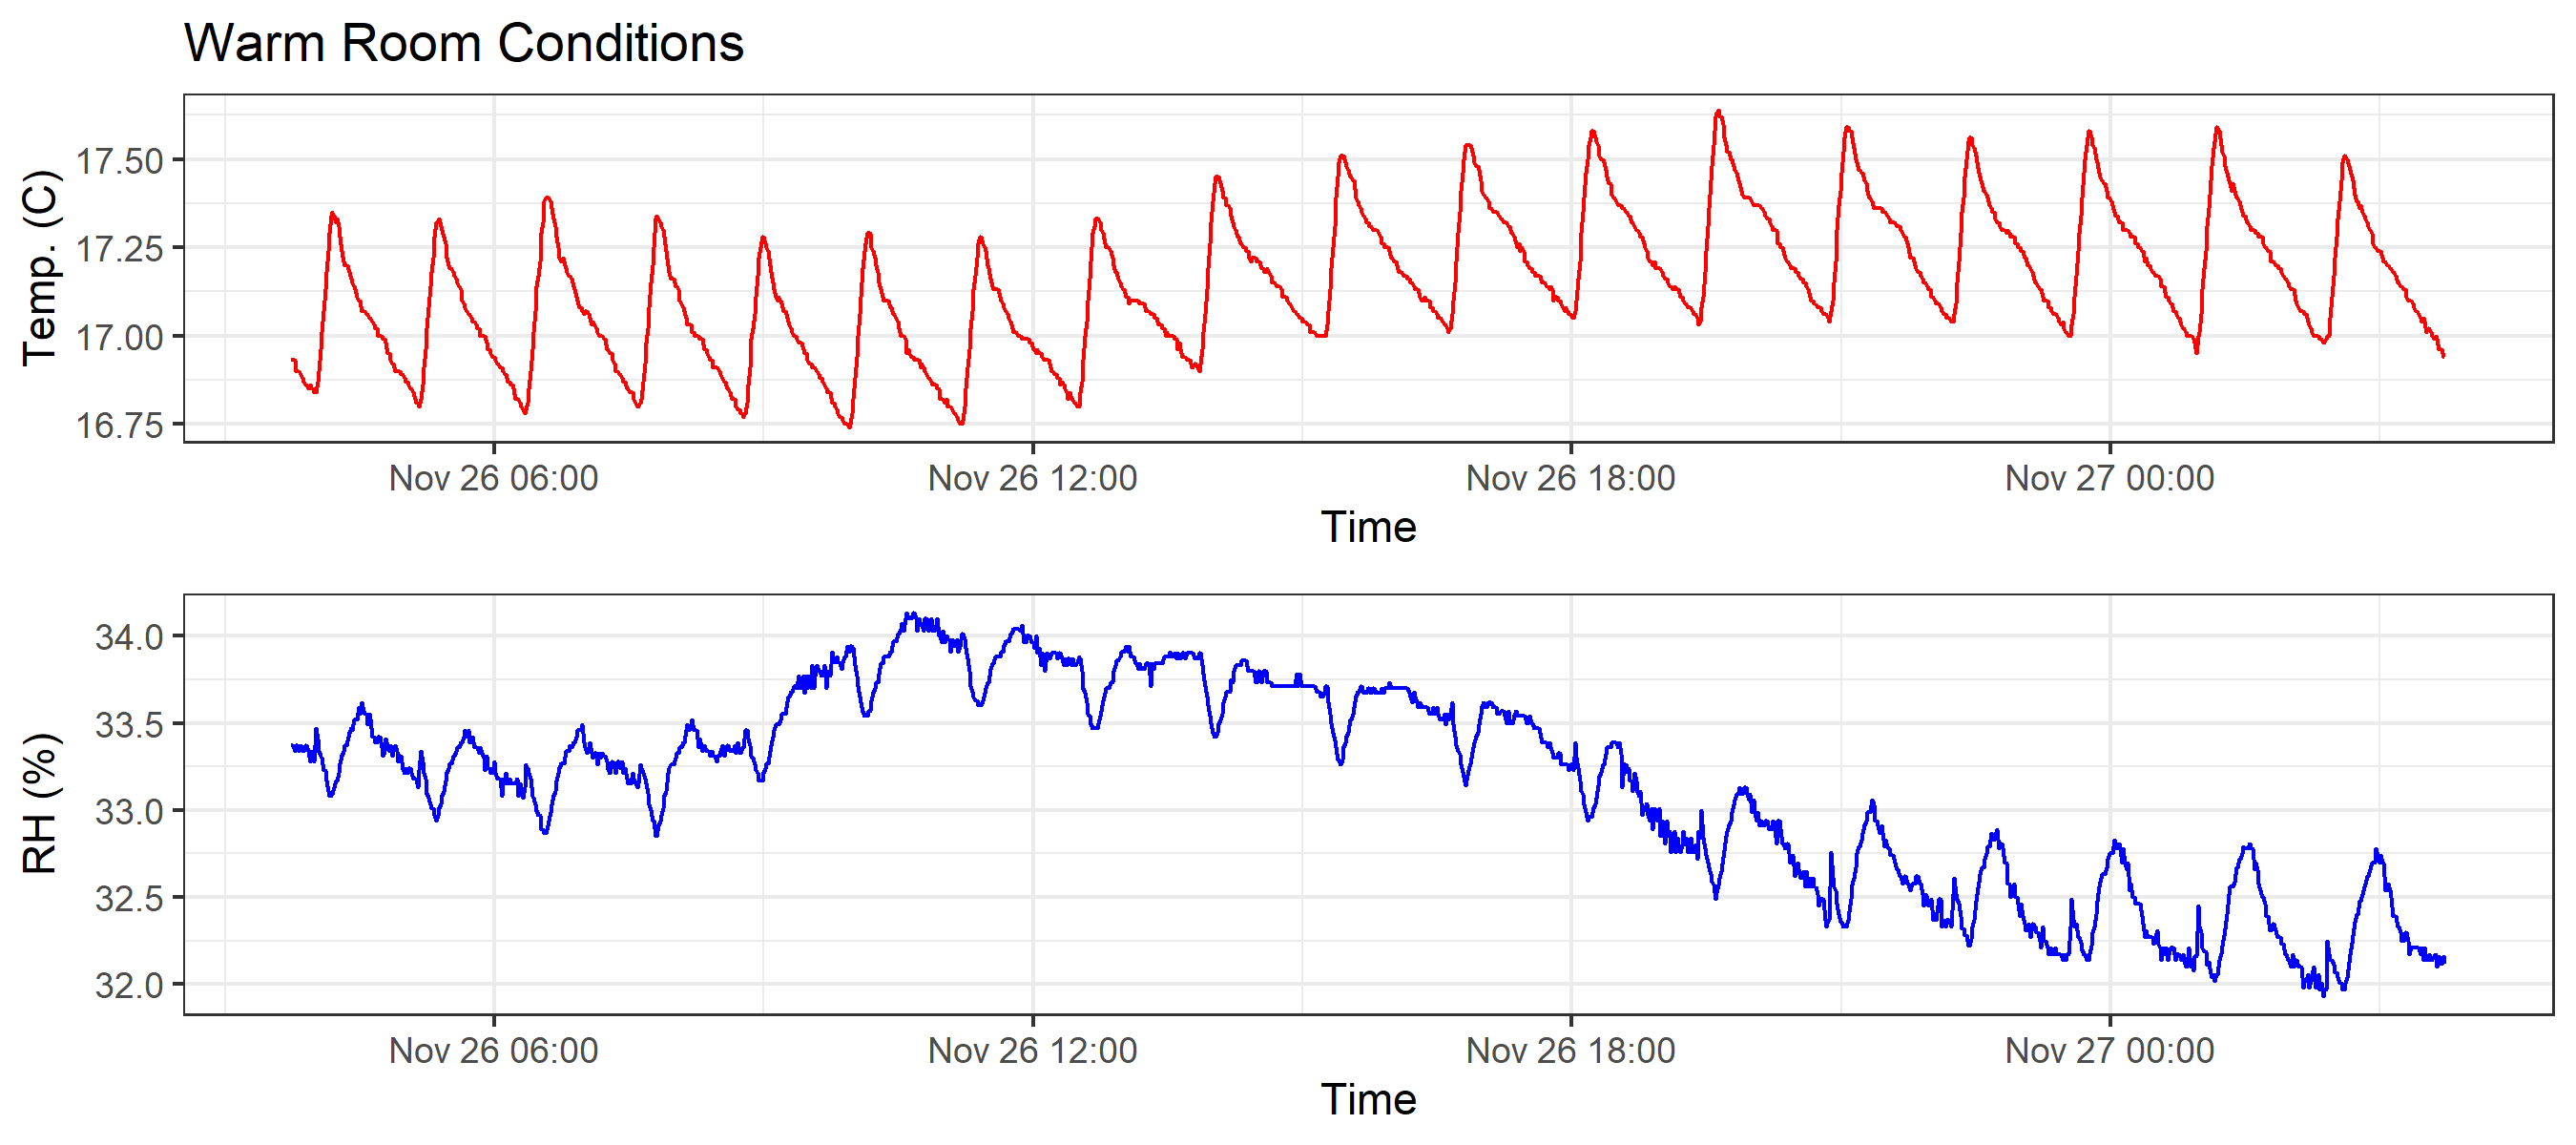 Warm Room Conditions
Temp. (C)
17.50
17.25
17.00
16.75
Nov 26 06:00 Nov 26 12:00 Nov 26 18:00 Nov 27 00:00
Time
RH (%)
34.0
33.5
33.0
32.5
32.0
Nov 26 06:00 Nov 26 12:00 Nov 26 18:00 Nov 27 00:00
Time